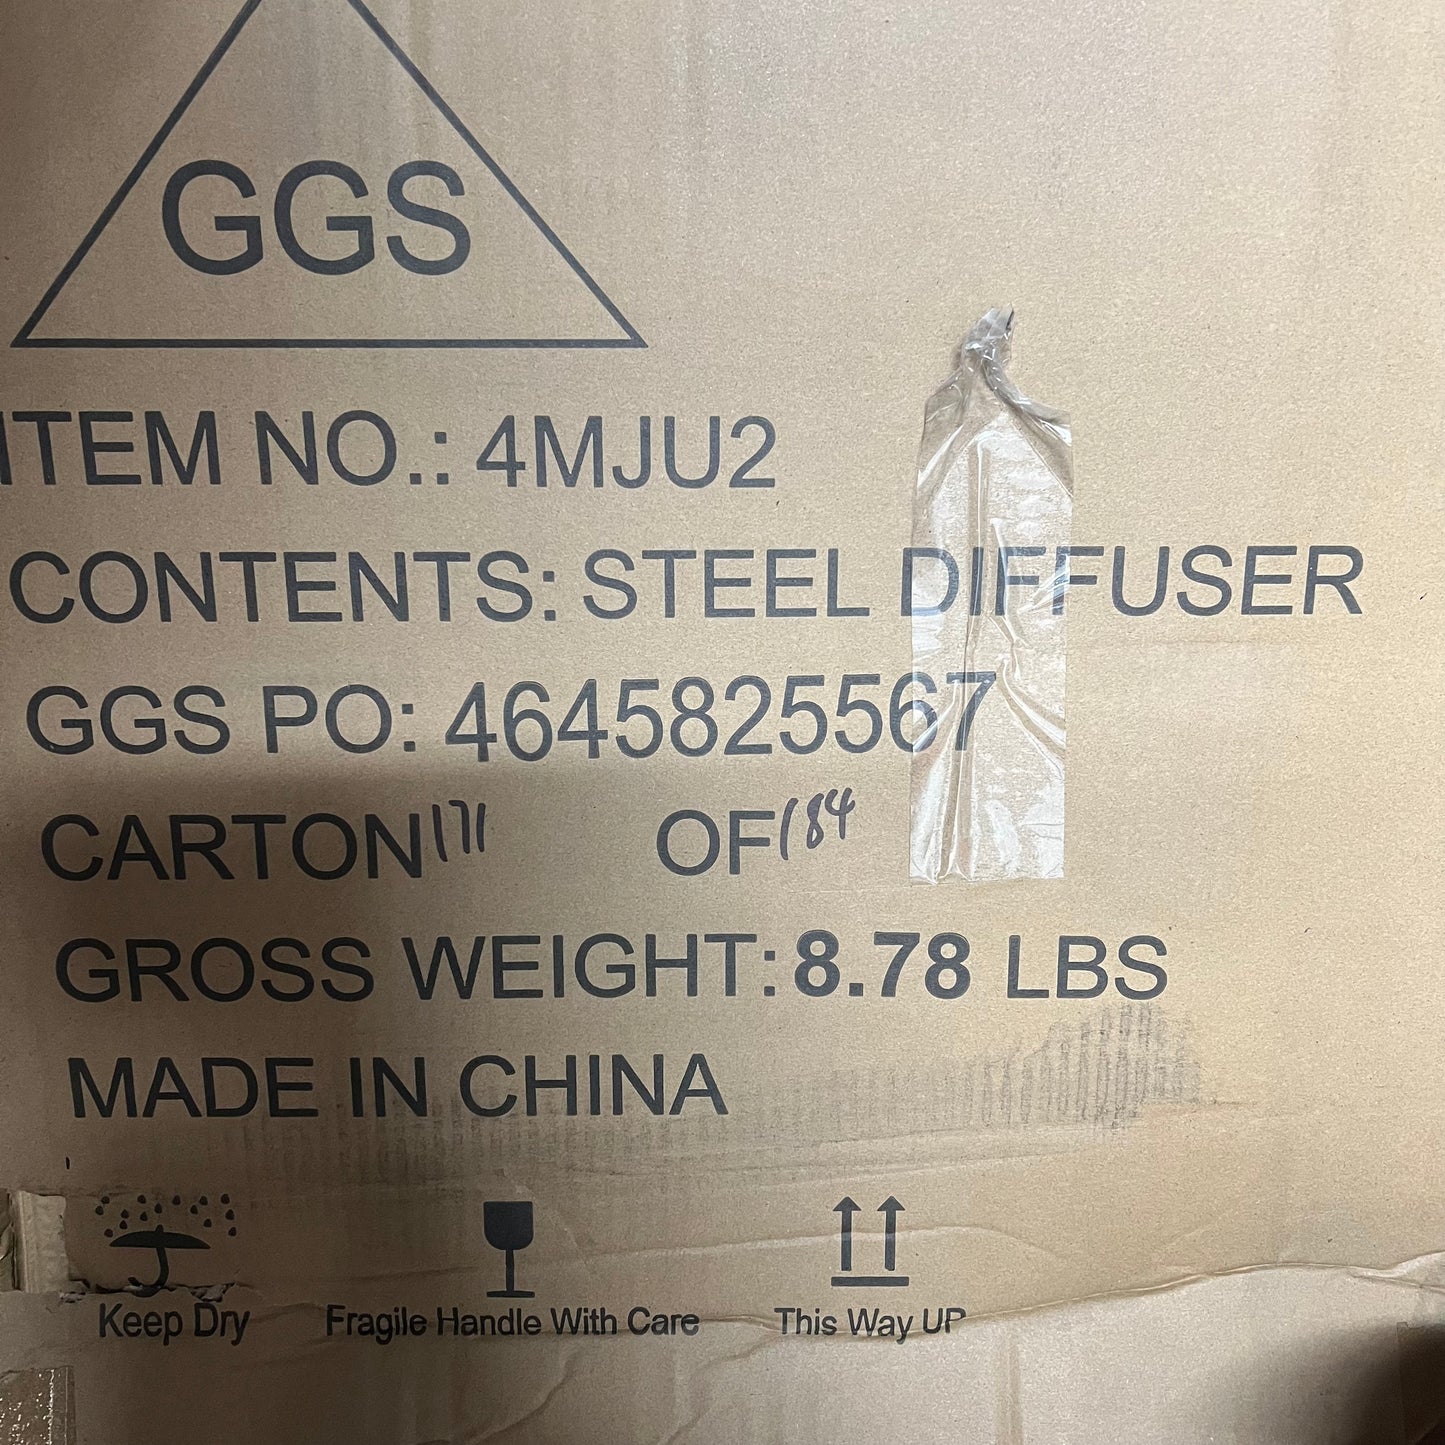 GGS
ITEM NO.: 4MJU2
CONTENTS: STEEL DIFFUSER
GGS PO: 4645825567
CARTON 171 OF 184
GROSS WEIGHT: 8.78 LBS
MADE IN CHINA
Keep Dry Fragile Handle With Care This Way UP